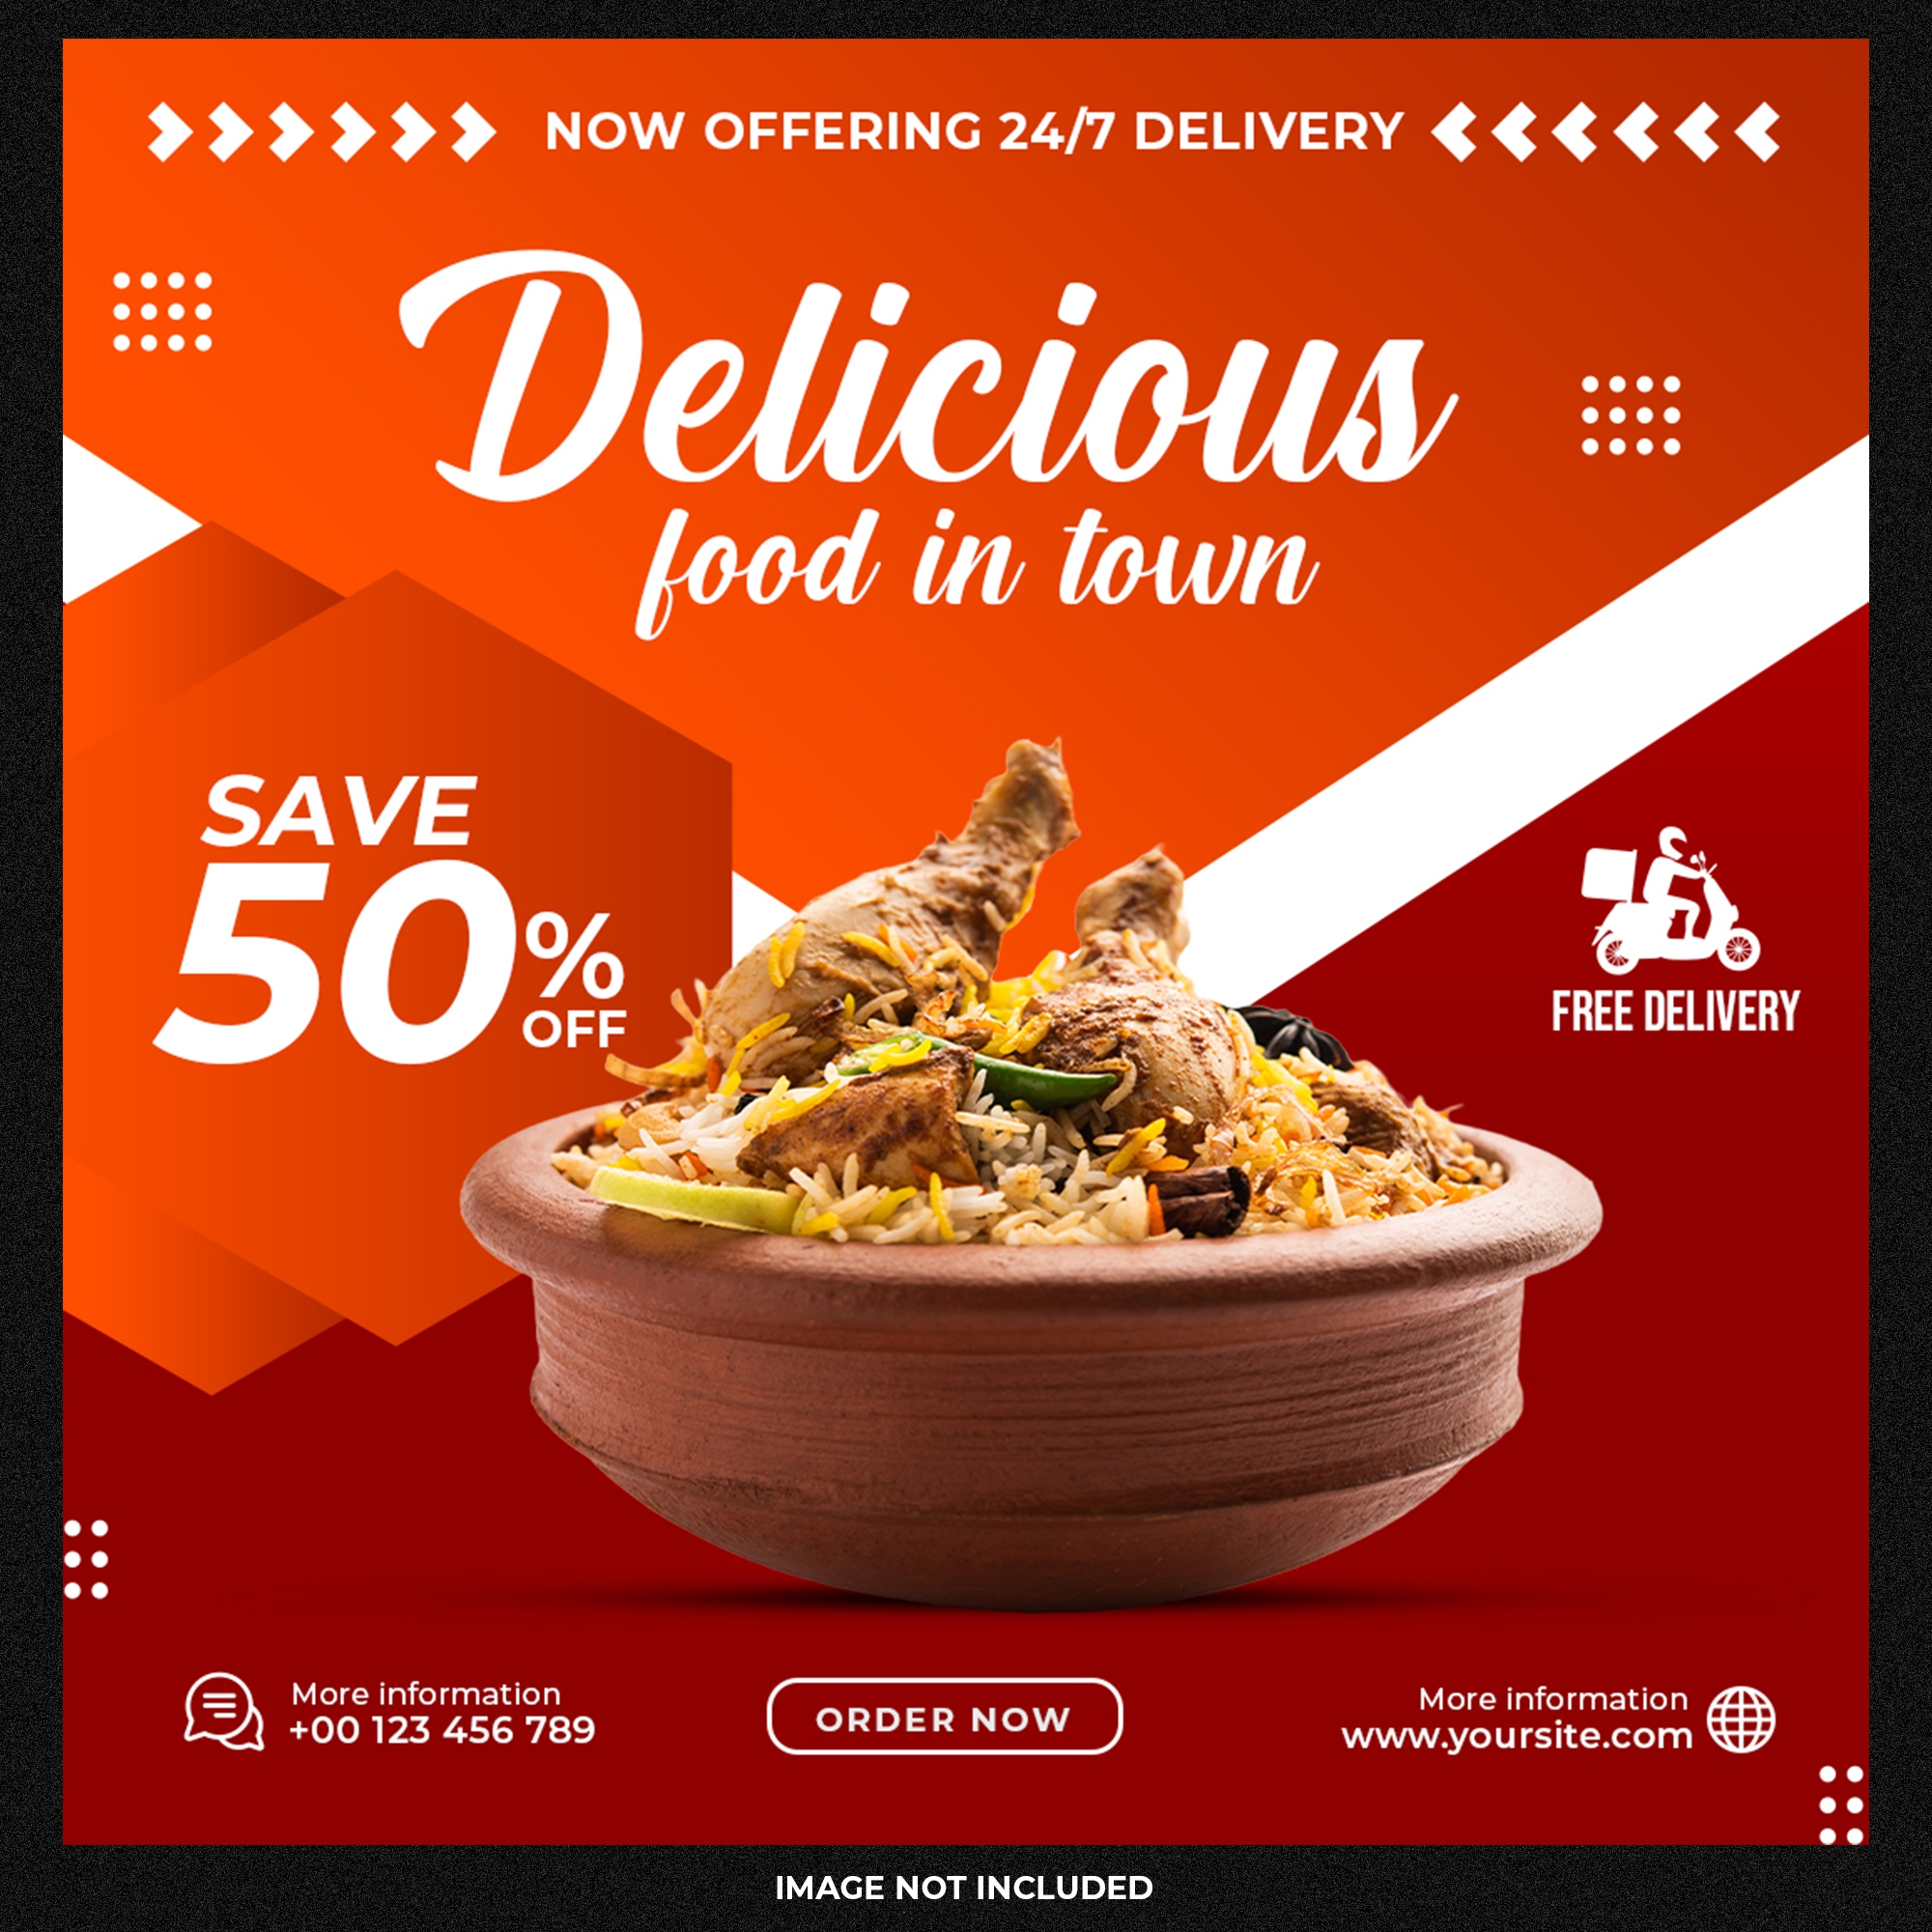 NOW OFFERING 24/7 DELIVERY
Delicious
food in town
SAVE
50%
OFF
FREE DELIVERY
More information
+00 123 456 789
ORDER NOW
More information
www.yoursite.com
IMAGE NOT INCLUDED